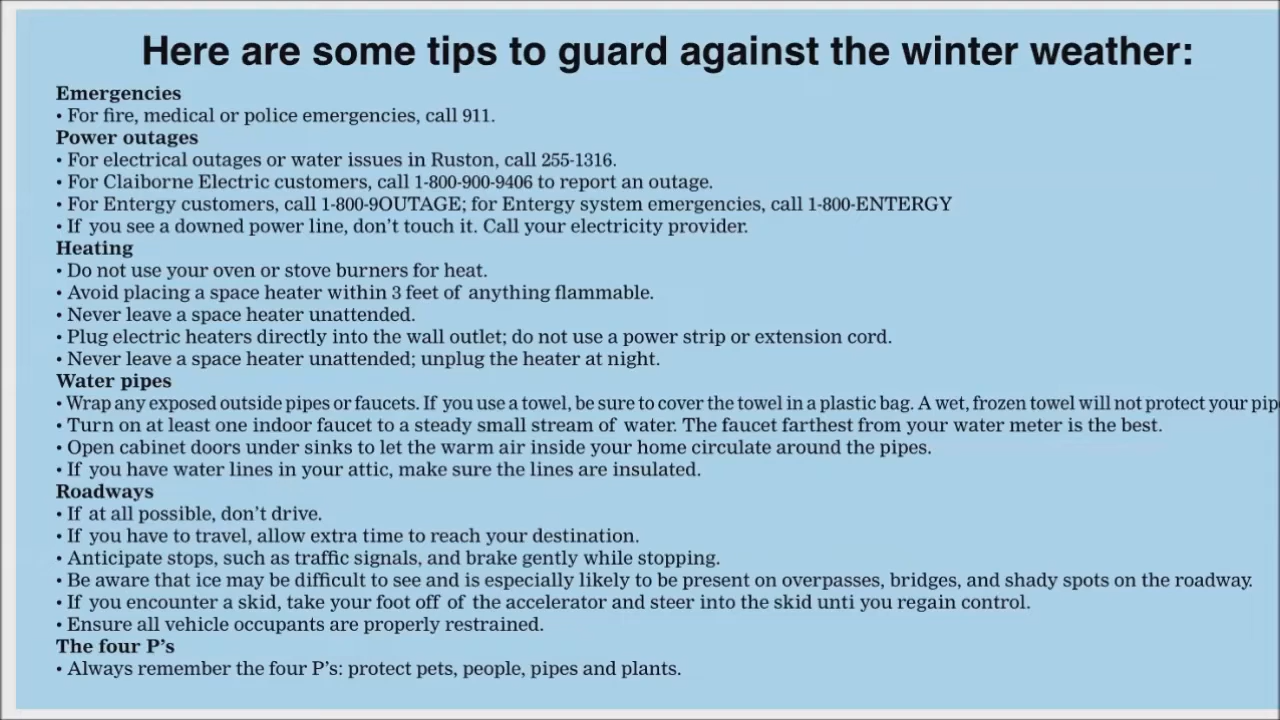 Here are some tips to guard against the winter weather:
Emergencies
• For fire, medical or police emergencies, call 911.
Power outages
• For electrical outages or water issues in Ruston, call 255-1316.
• For Claiborne Electric customers, call 1-800-900-9406 to report an outage.
• For Entergy customers, call 1-800-9OUTAGE; for Entergy system emergencies, call 1-800-ENTERGY
• If you see a downed power line, don’t touch it. Call your electricity provider.
Heating
• Do not use your oven or stove burners for heat.
• Avoid placing a space heater within 3 feet of anything flammable.
• Never leave a space heater unattended.
• Plug electric heaters directly into the wall outlet; do not use a power strip or extension cord.
• Never leave a space heater unattended; unplug the heater at night.
Water pipes
• Wrap any exposed outside pipes or faucets. If you use a towel, be sure to cover the towel in a plastic bag. A wet, frozen towel will not protect your
• Turn on at least one indoor faucet to a steady small stream of water. The faucet farthest from your water meter is the best.
• Open cabinet doors under sinks to let the warm air inside your home circulate around the pipes.
• If you have water lines in your attic, make sure the lines are insulated.
Roadways
• If at all possible, don’t drive.
• If you have to travel, allow extra time to reach your destination.
• Anticipate stops, such as traffic signals, and brake gently while stopping.
• Be aware that ice may be difficult to see and is especially likely to be present on overpasses, bridges, and shady spots on the roadway.
• If you encounter a skid, take your foot off of the accelerator and steer into the skid unti you regain control.
• Ensure all vehicle occupants are properly restrained.
The four P’s
• Always remember the four P’s: protect pets, people, pipes and plants.